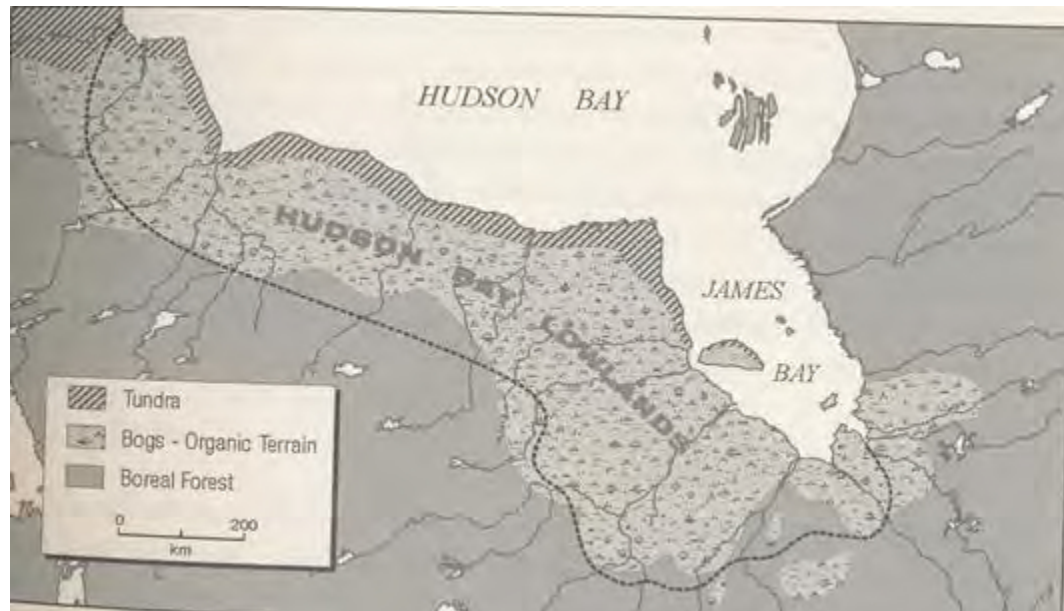 HUDSON BAY
HUDSON BAY LOWLANDS
JAMES
BAY
Tundra
Bogs - Organic Terrain
Boreal Forest
0 200
km